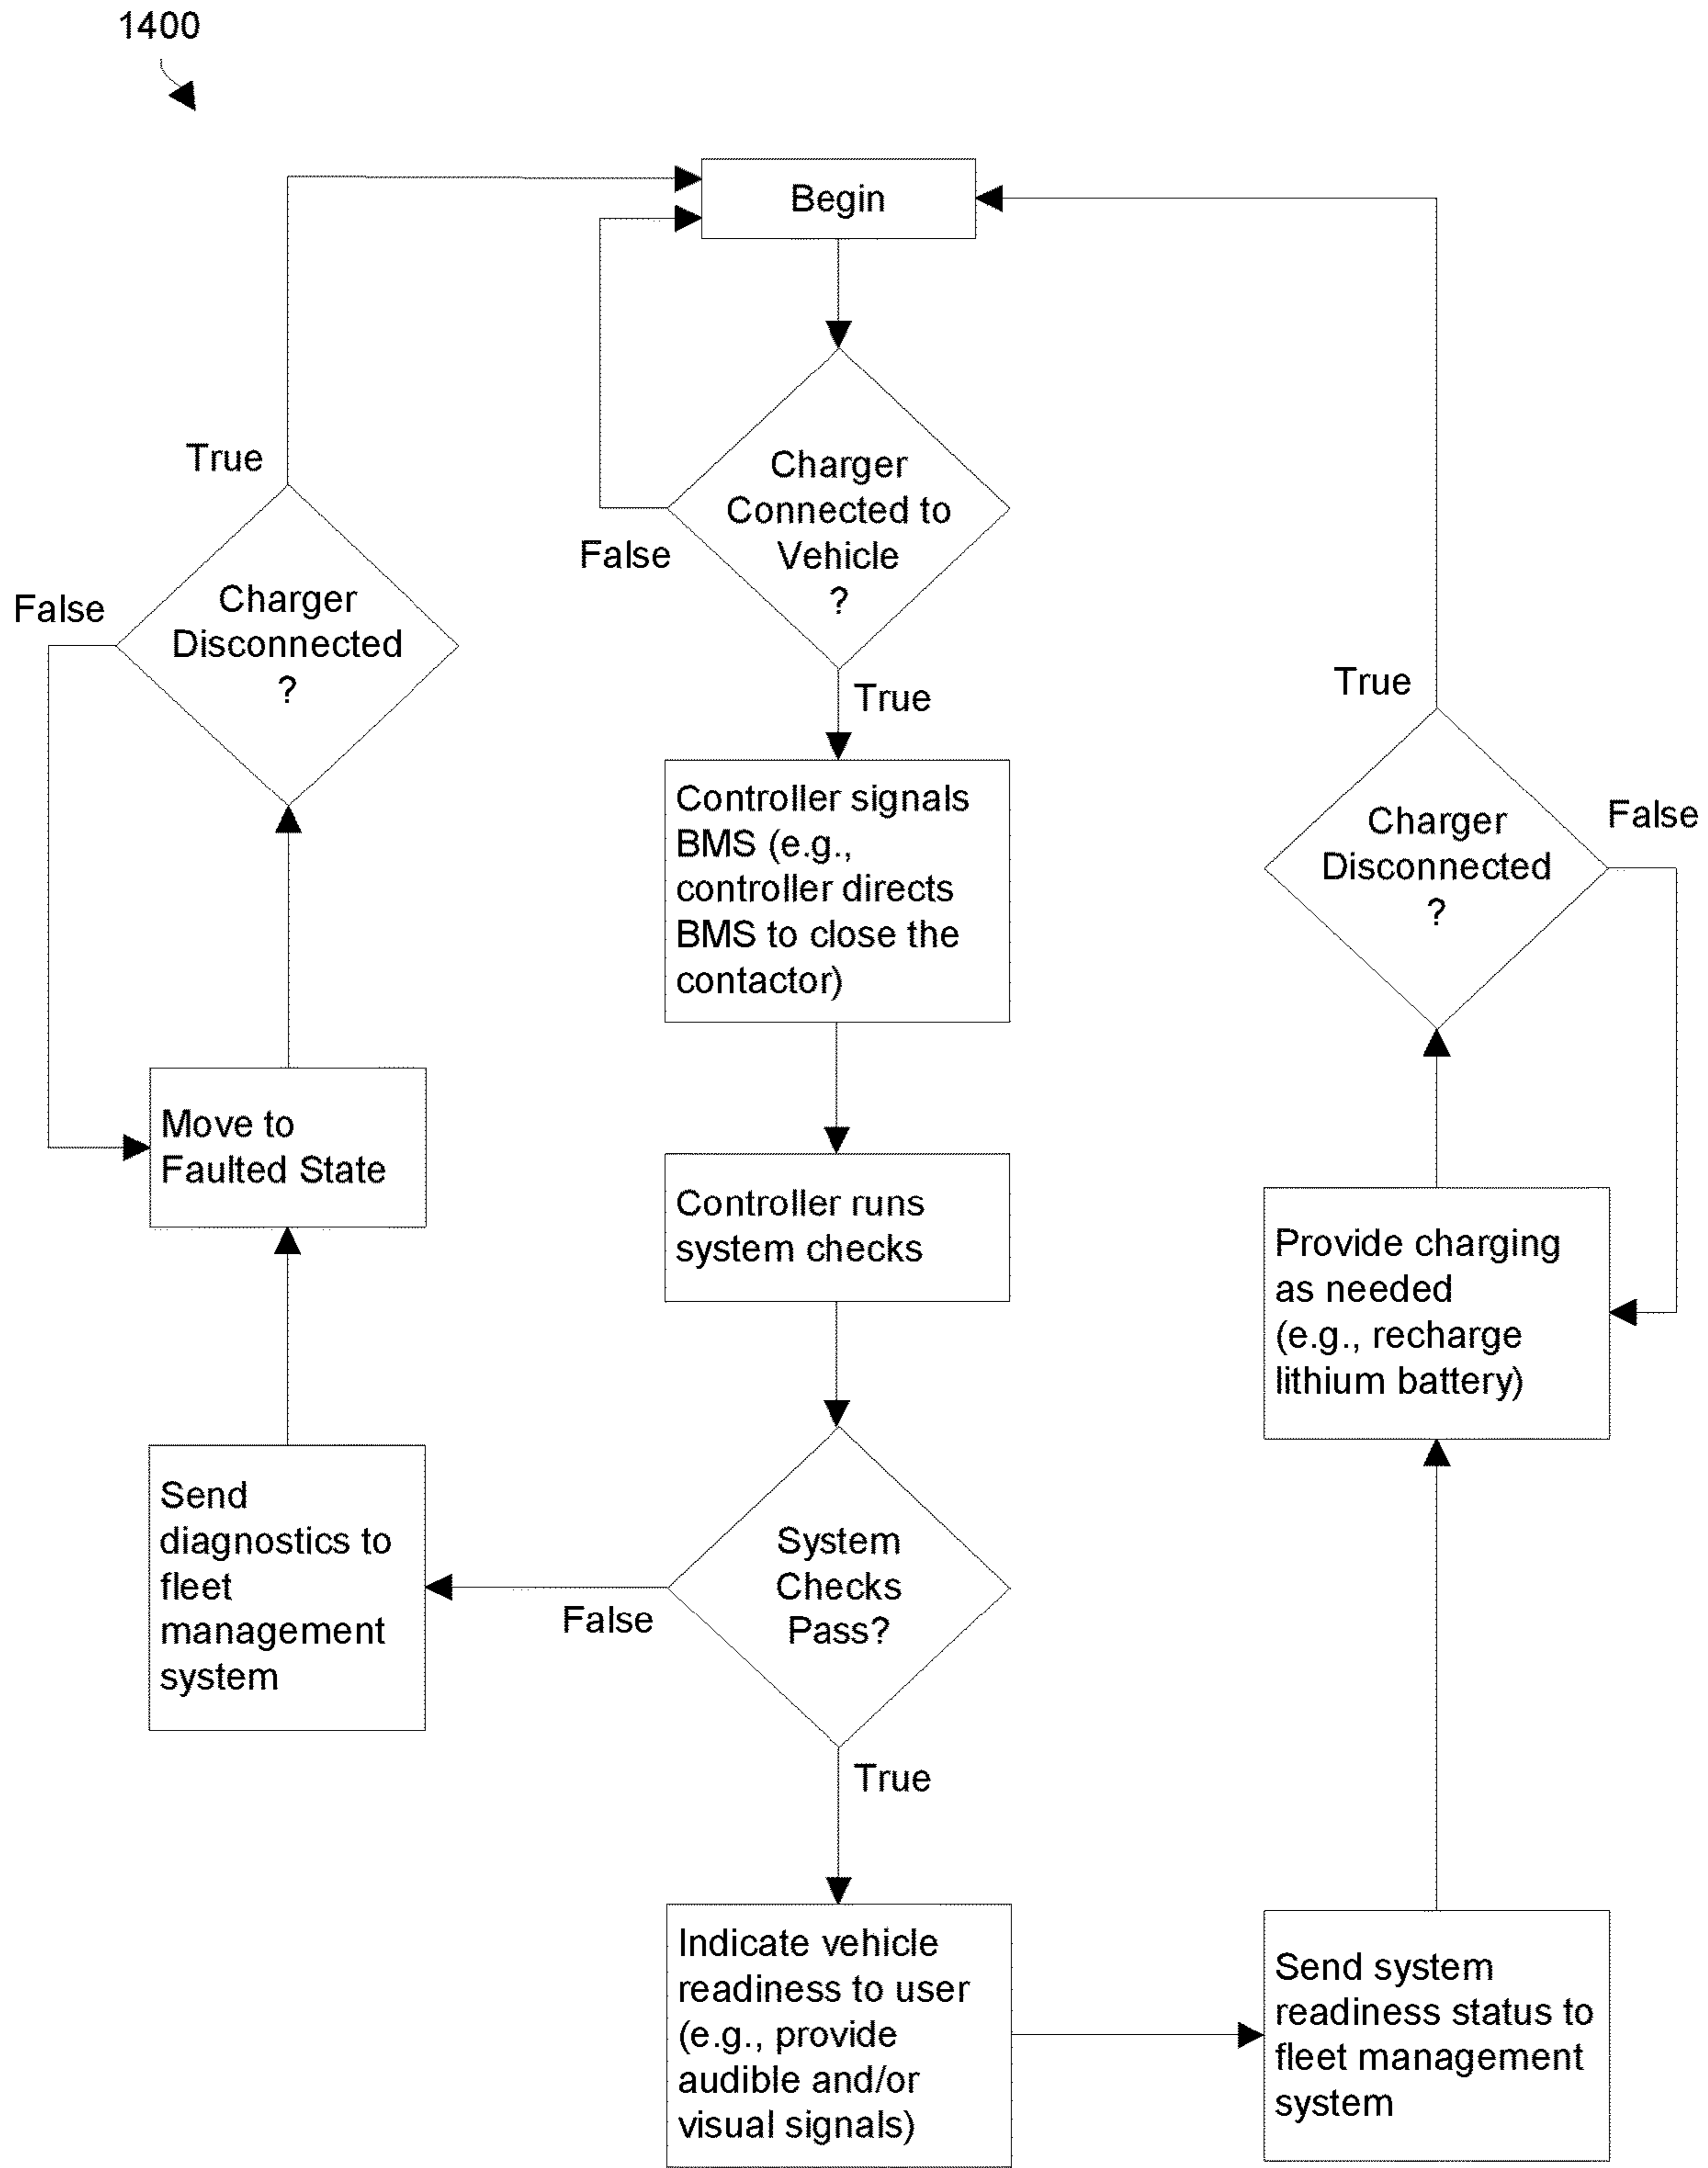 1400
Begin
Charger
Connected to
Vehicle
?
False
True
True
Charger
Disconnected
?
False
Controller signals
BMS (e.g.,
controller directs
BMS to close the
contactor)
True
Charger
Disconnected
?
False
Move to
Faulted State
Controller runs
system checks
Provide charging
as needed
(e.g., recharge
lithium battery)
Send
diagnostics to
fleet
management
system
False
System
Checks
Pass?
True
Indicate vehicle
readiness to user
(e.g., provide
audible and/or
visual signals)
Send system
readiness status to
fleet management
system